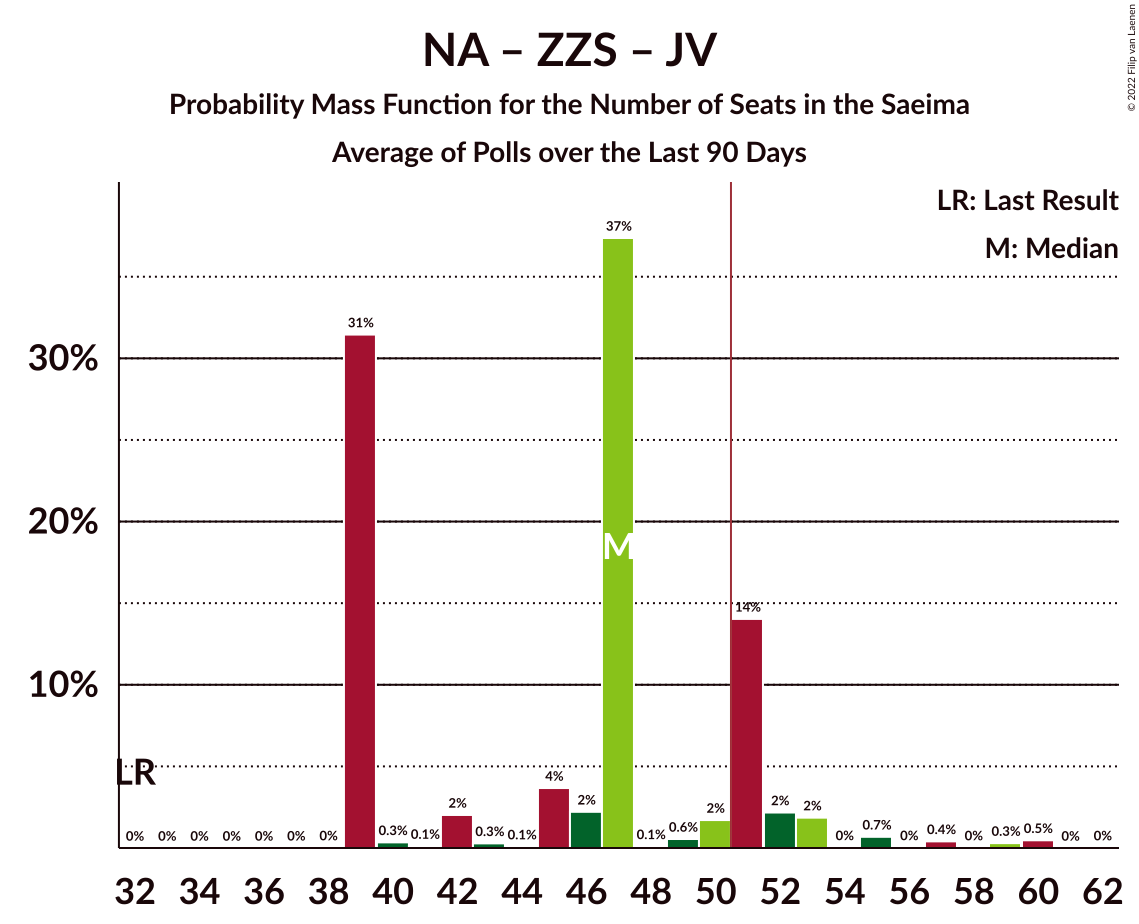 NA – ZZS – JV
Probability Mass Function for the Number of Seats in the Saeima
Average of Polls over the Last 90 Days
© 2022 Filip van Laenen
LR: Last Result
M: Median
30%
20%
10%
LR
M
0% 0% 0% 0% 0% 0% 0% 31% 0.3% 0.1% 2% 0.3% 0.1% 4% 2% 37% 0.1% 0.6% 2% 14% 2% 2% 0% 0.7% 0% 0.4% 0% 0.3% 0.5% 0% 0%
32 34 36 38 40 42 44 46 48 50 52 54 56 58 60 62